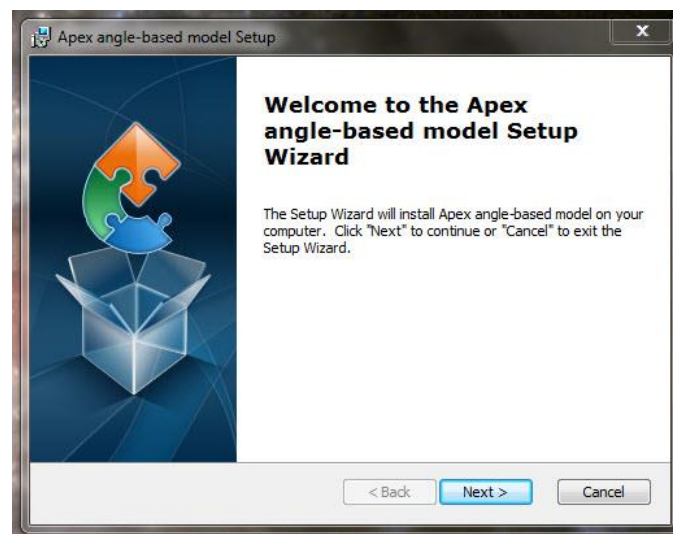 Apex angle-based model Setup
X
Welcome to the Apex
angle-based model Setup
Wizard
The Setup Wizard will install Apex angle-based model on your
computer. Click "Next" to continue or "Cancel" to exit the
Setup Wizard.
< Back Next > Cancel